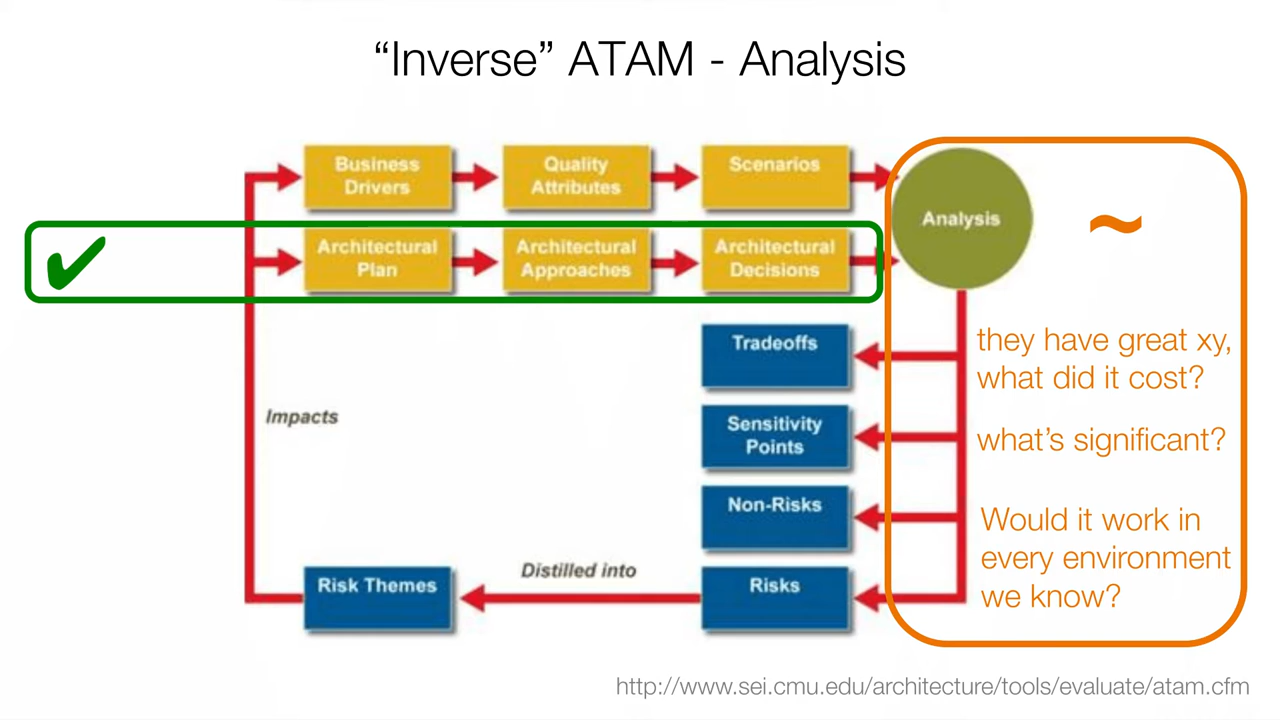 “Inverse” ATAM - Analysis
Business
Drivers
Quality
Attributes
Scenarios
Analysis
~
✔
Architectural
Plan
Architectural
Approaches
Architectural
Decisions
Tradeoffs
they have great xy,
what did it cost?
Impacts
Sensitivity
Points
what’s significant?
Non-Risks
Would it work in
every environment
we know?
Risk Themes
Distilled into
Risks
http://www.sei.cmu.edu/architecture/tools/evaluate/atam.cfm